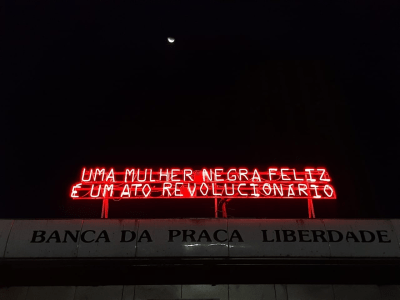 UMA MULHER NEGRA FELIZ
É UM ATO REVOLUCIONÁRIO
BANCA DA PRAÇA LIBERDADE